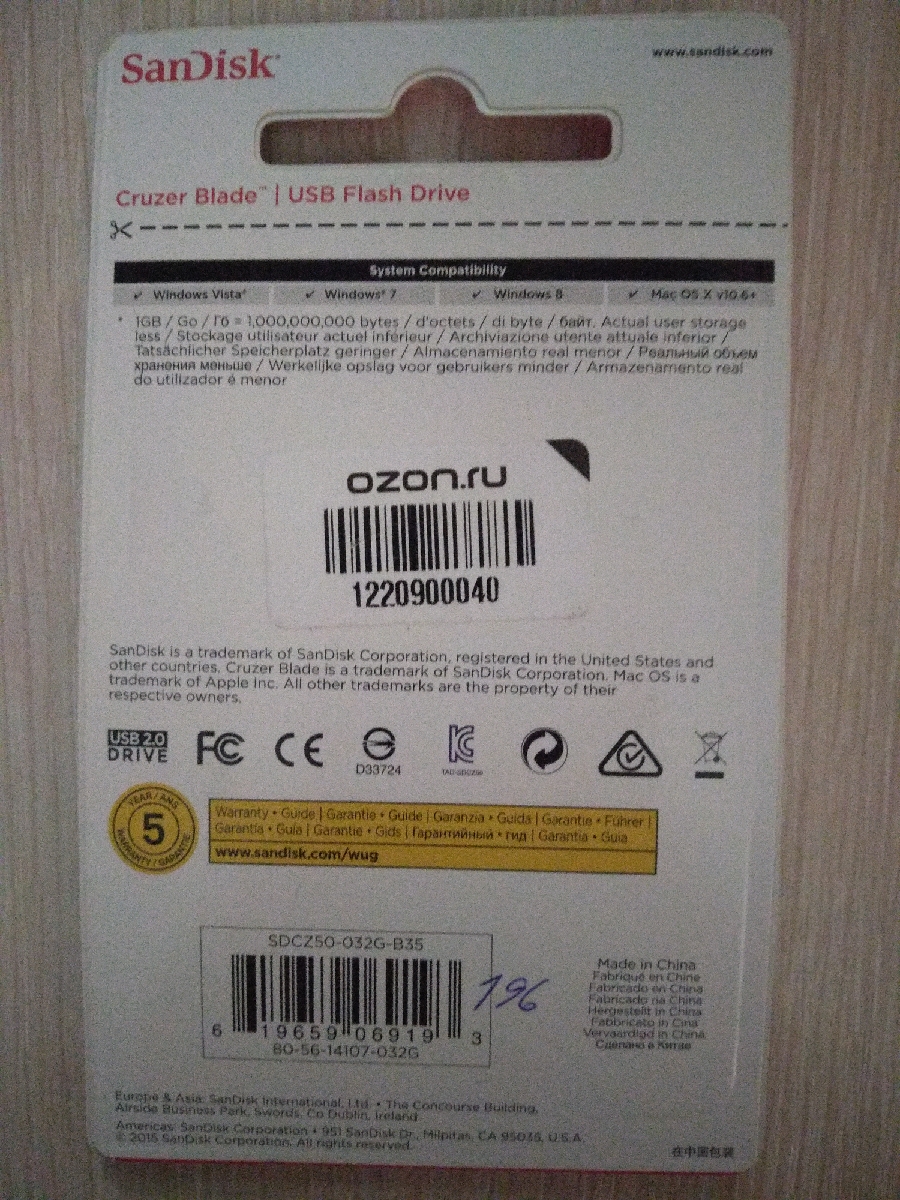 SanDisk®
www.sandisk.com
Cruzer Blade™ | USB Flash Drive
System Compatibility
✓ Windows Vista® ✓ Windows® 7 ✓ Windows 8 ✓ Mac OS X v10.6+
* 1GB / Go / Гб = 1,000,000,000 bytes / d'octets / di byte / байт. Actual user storage
less / Stockage utilisateur actuel inférieur / Archiviazione utente attuale inferior /
Tatsächlicher Speicherplatz geringer / Almacenamiento real menor / Реальный объем
хранения меньше / Werkelijke opslag voor gebruikers minder / Armazenamento real
do utilizador é menor
ozon.ru
1220900040
SanDisk is a trademark of SanDisk Corporation, registered in the United States and
other countries. Cruzer Blade is a trademark of SanDisk Corporation. Mac OS is a
trademark of Apple Inc. All other trademarks are the property of their
respective owners.
USB 2.0
DRIVE
FC
CE
D33724
YEAR / ANS
5
WARRANTY / GARANTIE
Warranty • Guide | Garantie • Guide | Garanzia • Guida | Garantie • Führer |
Garantía • Guía | Garantie • Gids | Гарантийный • гид | Garantia • Guia
www.sandisk.com/wug
SDCZ50-032G-B35
6 19659 06919 3
80-56-14107-032G
196
Made in China
Fabriqué en Chine
Fabricado en China
Fabricado na China
Hergestellt in China
Fabbricato in Cina
Vervaardigd in China
Сделано в Китае
Europe & Asia: SanDisk International, Ltd. • The Concourse Building,
Airside Business Park, Swords, Co Dublin, Ireland
Americas: SanDisk Corporation • 951 SanDisk Dr., Milpitas, CA 95035, U.S.A.
© 2015 SanDisk Corporation. All rights reserved.
在中国包装